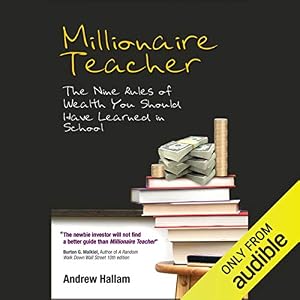 Millionaire
Teacher
The Nine Rules of
Wealth You Should
Have Learned in
School
"The newbie investor will not find
a better guide than Millionaire Teacher"
Burton G. Malkiel, Author of A Random
Walk Down Wall Street 10th edition
Andrew Hallam
ONLY FROM
audible